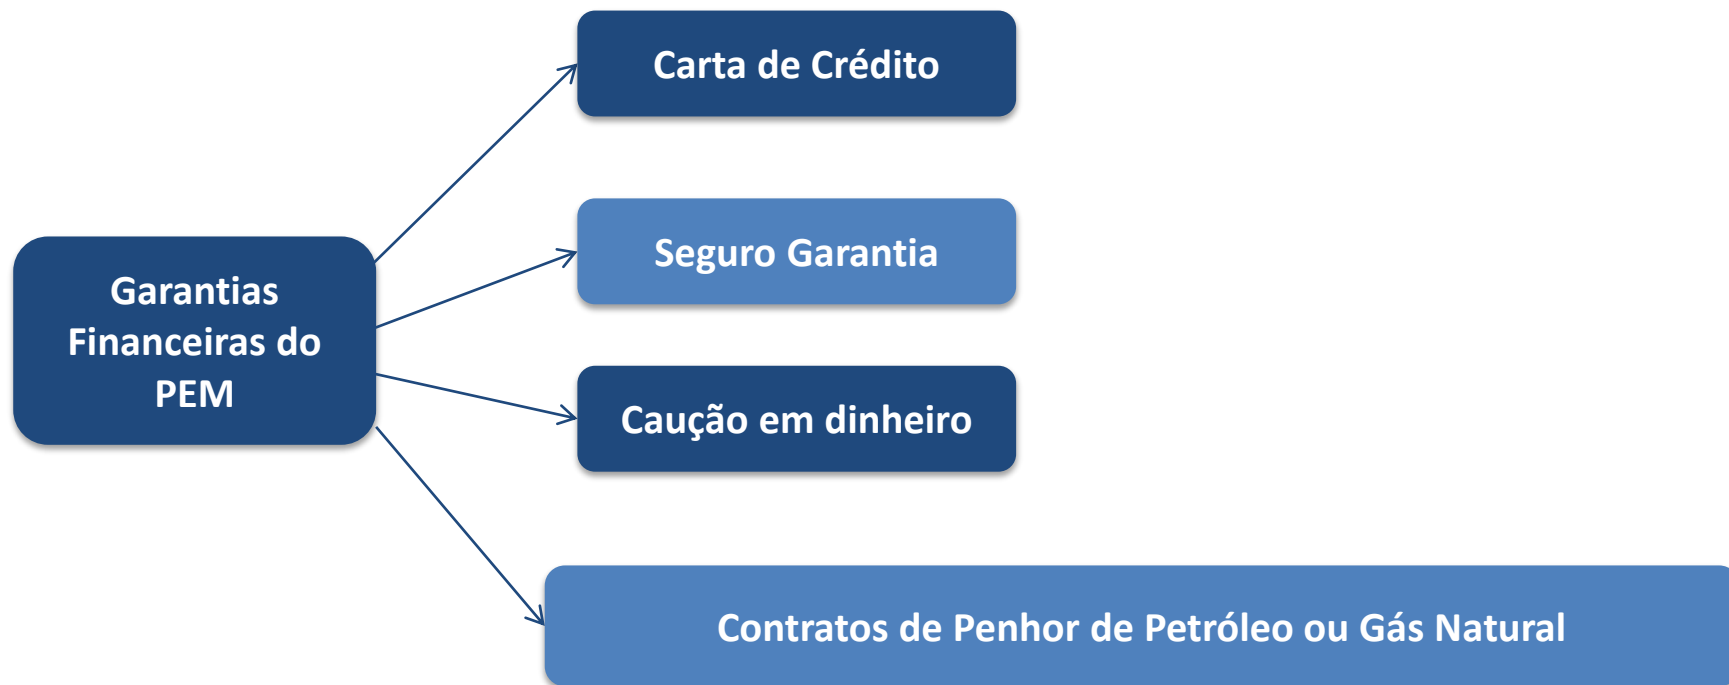 Carta de Crédito
Seguro Garantia
Garantias
Financeiras do
PEM
Caução em dinheiro
Contratos de Penhor de Petróleo ou Gás Natural